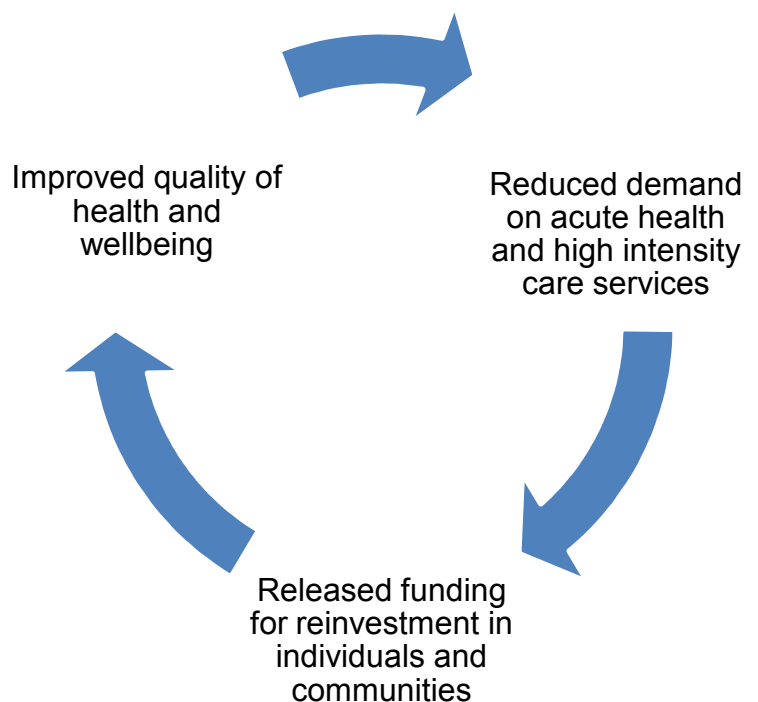 Improved quality of
health and
wellbeing
Reduced demand
on acute health
and high intensity
care services
Released funding
for reinvestment in
individuals and
communities